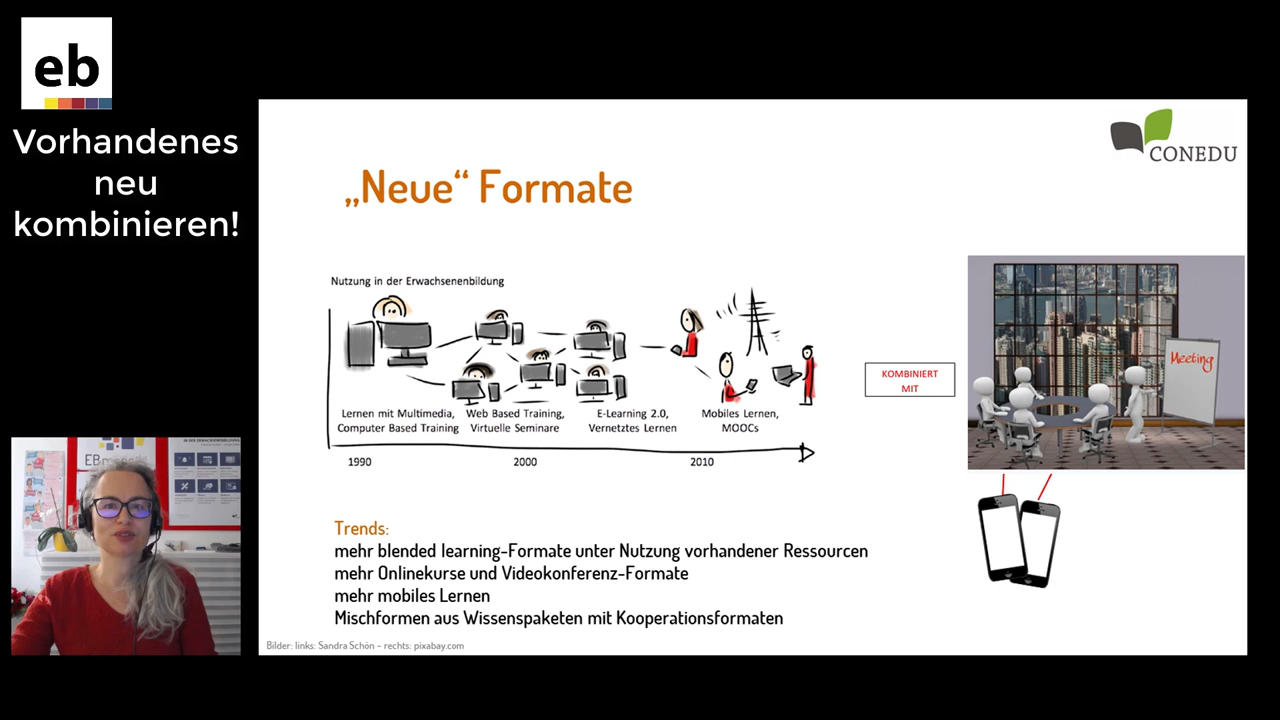 eb
Vorhandenes
neu
kombinieren!
CONEDU
„Neue“ Formate
Nutzung in der Erwachsenenbildung
Lernen mit Multimedia,
Computer Based Training
Web Based Training,
Virtuelle Seminare
E-Learning 2.0,
Vernetztes Lernen
Mobiles Lernen,
MOOCs
1990
2000
2010
KOMBINIERT
MIT
Meeting
Trends:
mehr blended learning-Formate unter Nutzung vorhandener Ressourcen
mehr Onlinekurse und Videokonferenz-Formate
mehr mobiles Lernen
Mischformen aus Wissenspaketen mit Kooperationsformaten
Bilder: links: Sandra Schön – rechts: pixabay.com